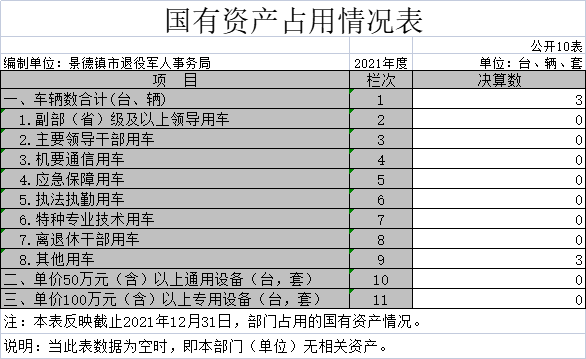 国有资产占用情况表
公开10表
编制单位：景德镇市退役军人事务局 2021年度 单位：台、辆、套
项　目 栏次 决算数
一、车辆数合计(台、辆) 1 3
1.副部（省）级及以上领导用车 2 0
2.主要领导干部用车 3 0
3.机要通信用车 4 0
4.应急保障用车 5 0
5.执法执勤用车 6 0
6.特种专业技术用车 7 0
7.离退休干部用车 8 0
8.其他用车 9 3
二、单价50万元（含）以上通用设备（台，套） 10 0
三、单价100万元（含）以上专用设备（台，套） 11 0
注：本表反映截止2021年12月31日，部门占用的国有资产情况。
说明：当此表数据为空时，即本部门（单位）无相关资产。